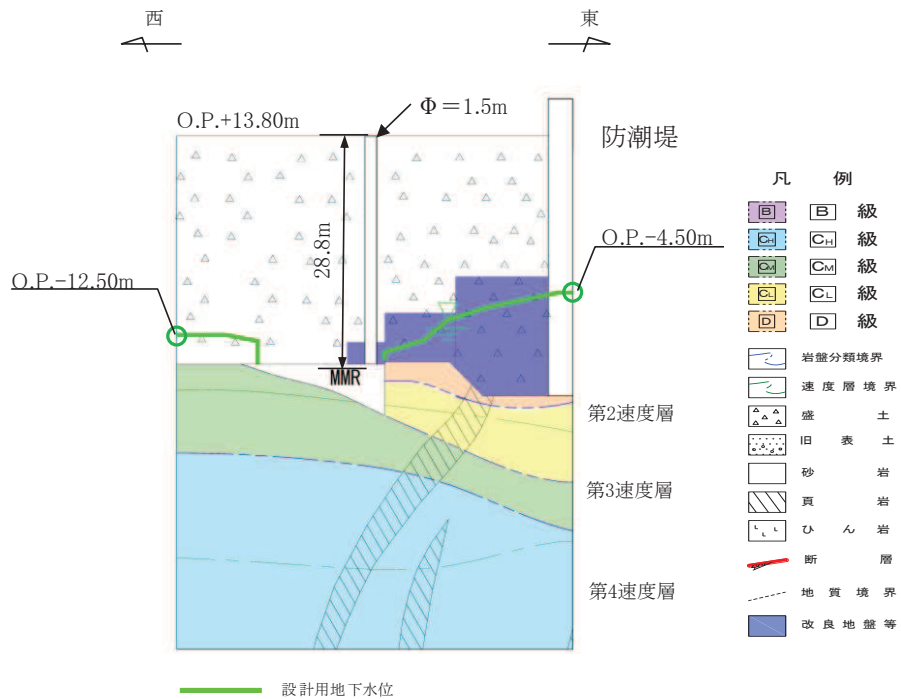 西
東
Φ＝1.5m
O.P.+13.80m
防潮堤
28.8m
O.P.-4.50m
O.P.-12.50m
MMR
第2速度層
第3速度層
第4速度層
凡 例
B B 級
CH CH 級
CM CM 級
CL CL 級
D D 級
岩盤分類境界
速度層境界
盛 土
旧 表 土
砂 岩
頁 岩
ひ ん 岩
断 層
地 質 境 界
改 良 地 盤 等
設計用地下水位